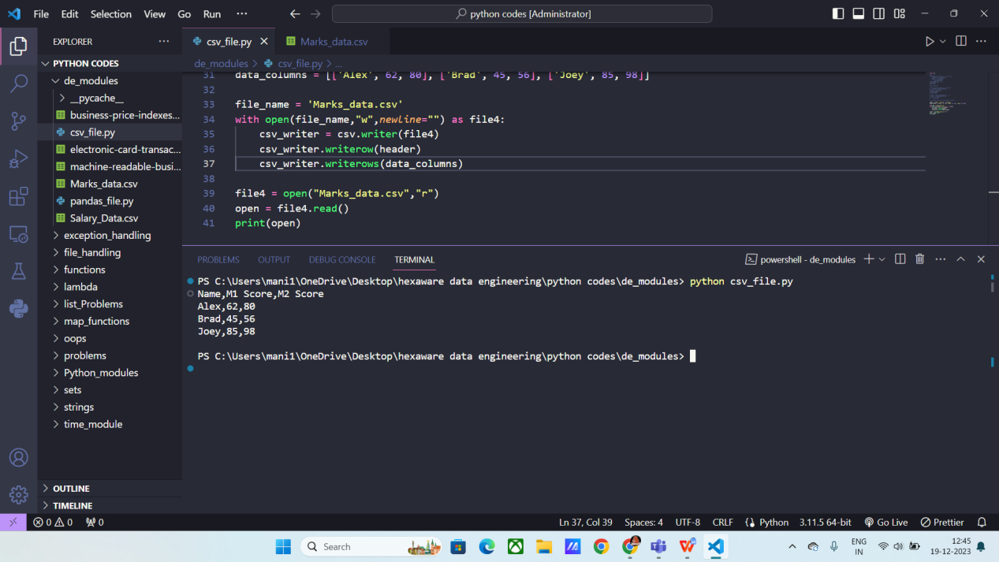 File Edit Selection View Go Run ···
python codes [Administrator]
EXPLORER
PYTHON CODES
de_modules
__pycache__
business-price-indexes...
csv_file.py
electronic-card-transac...
machine-readable-busi...
Marks_data.csv
pandas_file.py
Salary_Data.csv
exception_handling
file_handling
functions
lambda
list_Problems
map_functions
oops
problems
Python_modules
sets
strings
time_module
OUTLINE
TIMELINE
csv_file.py Marks_data.csv
de_modules > csv_file.py > ...
31 data_columns = [['Alex', 62, 80], ['Brad', 45, 56], ['Joey', 85, 98]]
32
33 file_name = 'Marks_data.csv'
34 with open(file_name,"w",newline="") as file4:
35 csv_writer = csv.writer(file4)
36 csv_writer.writerow(header)
37 csv_writer.writerows(data_columns)
38
39 file4 = open("Marks_data.csv","r")
40 open = file4.read()
41 print(open)
PROBLEMS OUTPUT DEBUG CONSOLE TERMINAL
powershell - de_modules
PS C:\Users\mani1\OneDrive\Desktop\hexaware data engineering\python codes\de_modules> python csv_file.py
Name,M1 Score,M2 Score
Alex,62,80
Brad,45,56
Joey,85,98
PS C:\Users\mani1\OneDrive\Desktop\hexaware data engineering\python codes\de_modules>
0 0 0 Ln 37, Col 39 Spaces: 4 UTF-8 CRLF Python 3.11.5 64-bit Go Live Prettier
Search
ENG
IN
12:45
19-12-2023